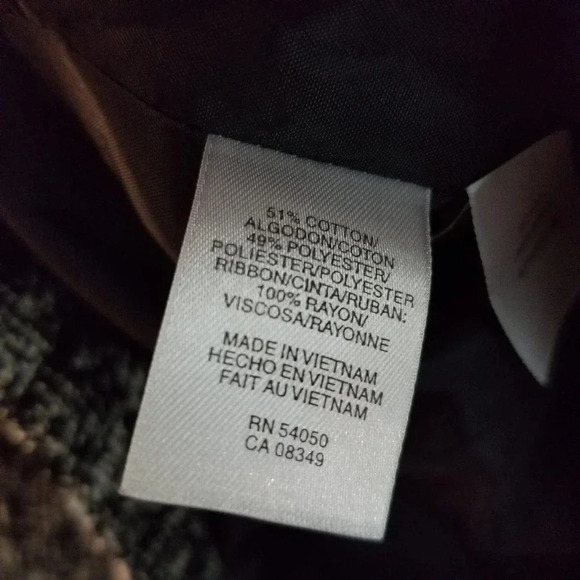 51% COTTON/
ALGODON/COTON
49% POLYESTER/
POLIESTER/POLYESTER
RIBBON/CINTA/RUBAN:
100% RAYON/
VISCOSA/RAYONNE
MADE IN VIETNAM
HECHO EN VIETNAM
FAIT AU VIETNAM
RN 54050
CA 08349